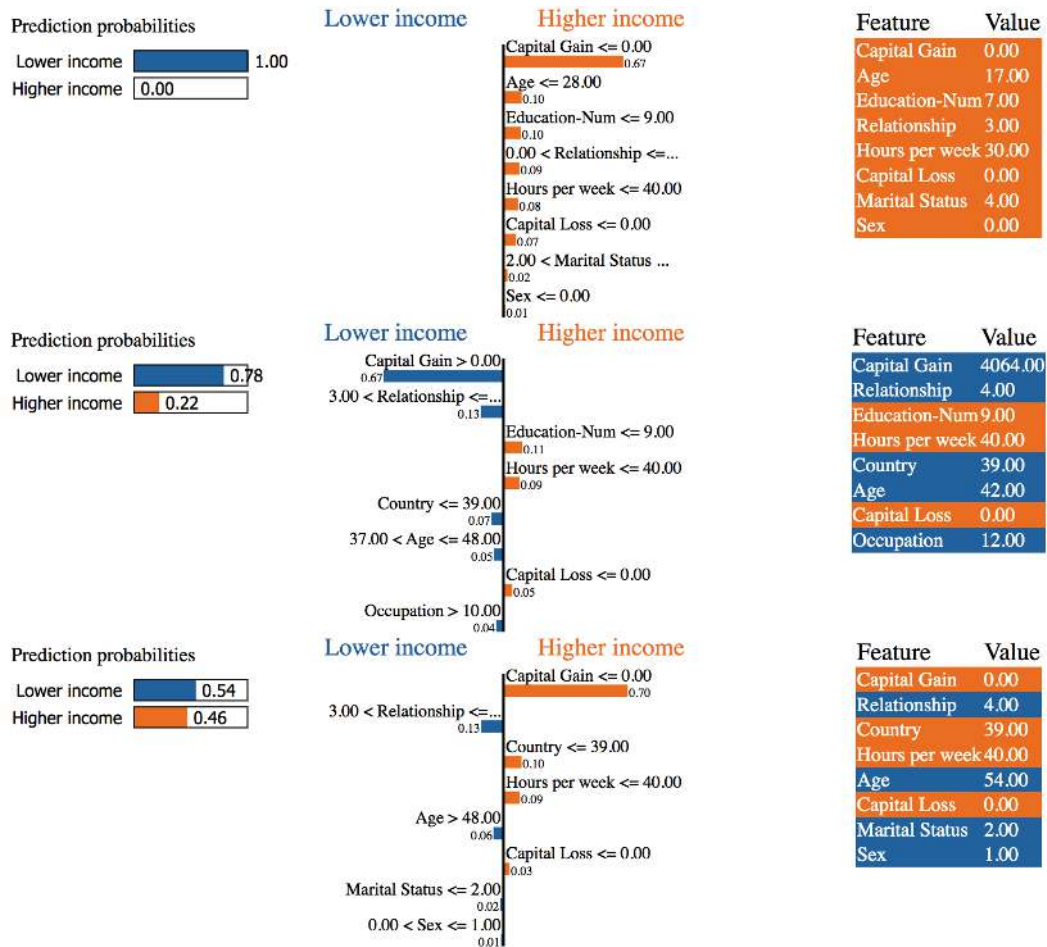 Prediction probabilities
Lower income 1.00
Higher income 0.00
Lower income Higher income
Capital Gain <= 0.00
0.67
Age <= 28.00
0.10
Education-Num <= 9.00
0.10
0.00 < Relationship <=...
0.09
Hours per week <= 40.00
0.08
Capital Loss <= 0.00
0.07
2.00 < Marital Status ...
0.02
Sex <= 0.00
0.01
Feature Value
Capital Gain 0.00
Age 17.00
Education-Num 7.00
Relationship 3.00
Hours per week 30.00
Capital Loss 0.00
Marital Status 4.00
Sex 0.00
Prediction probabilities
Lower income 0.78
Higher income 0.22
Lower income Higher income
Capital Gain > 0.00
0.67
3.00 < Relationship <=...
0.13
Education-Num <= 9.00
0.11
Hours per week <= 40.00
0.09
Country <= 39.00
0.07
37.00 < Age <= 48.00
0.05
Capital Loss <= 0.00
0.05
Occupation > 10.00
0.04
Feature Value
Capital Gain 4064.00
Relationship 4.00
Education-Num 9.00
Hours per week 40.00
Country 39.00
Age 42.00
Capital Loss 0.00
Occupation 12.00
Prediction probabilities
Lower income 0.54
Higher income 0.46
Lower income Higher income
Capital Gain <= 0.00
0.70
3.00 < Relationship <=...
0.13
Country <= 39.00
0.10
Hours per week <= 40.00
0.09
Age > 48.00
0.06
Capital Loss <= 0.00
0.03
Marital Status <= 2.00
0.02
0.00 < Sex <= 1.00
0.01
Feature Value
Capital Gain 0.00
Relationship 4.00
Country 39.00
Hours per week 40.00
Age 54.00
Capital Loss 0.00
Marital Status 2.00
Sex 1.00